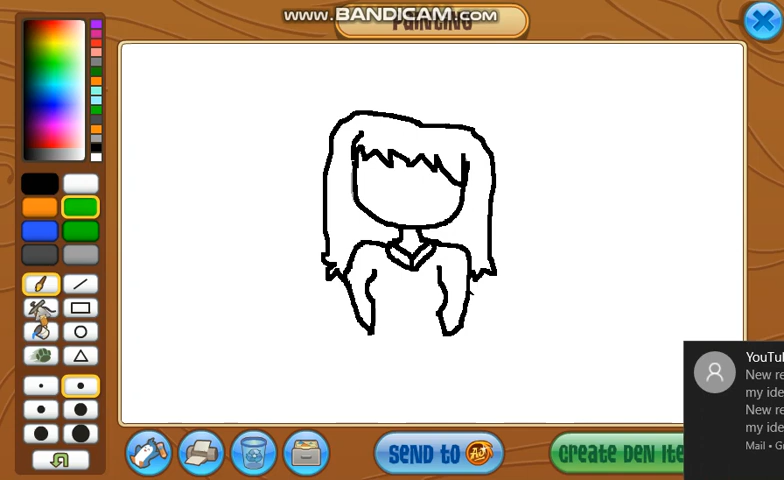 www.BANDICAM.com
PAINTING
SEND TO AJ
CREATE DEN ITE
YouTub
New re
my ide
New re
my ide
Mail • G